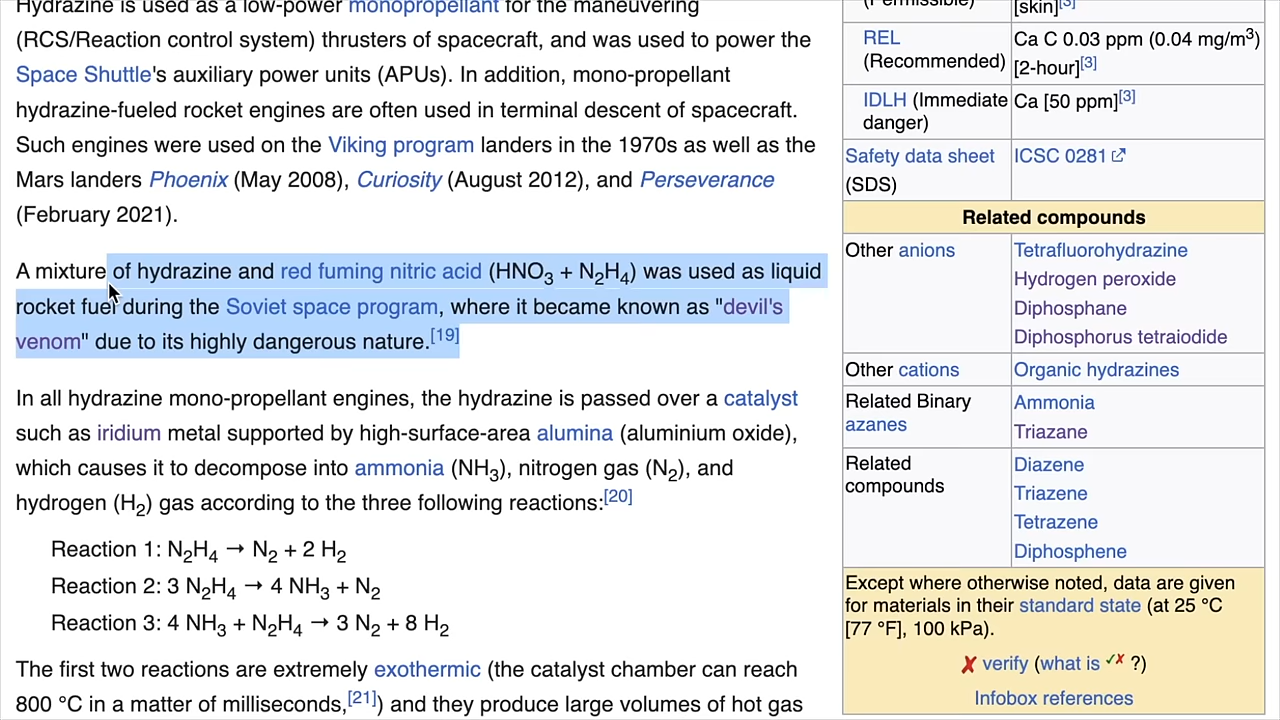 Hydrazine is used as a low-power monopropellant for the maneuvering
(RCS/Reaction control system) thrusters of spacecraft, and was used to power the
Space Shuttle's auxiliary power units (APUs). In addition, mono-propellant
hydrazine-fueled rocket engines are often used in terminal descent of spacecraft.
Such engines were used on the Viking program landers in the 1970s as well as the
Mars landers Phoenix (May 2008), Curiosity (August 2012), and Perseverance
(February 2021).
A mixture of hydrazine and red fuming nitric acid (HNO₃ + N₂H₄) was used as liquid
rocket fuel during the Soviet space program, where it became known as "devil's
venom" due to its highly dangerous nature.[19]
In all hydrazine mono-propellant engines, the hydrazine is passed over a catalyst
such as iridium metal supported by high-surface-area alumina (aluminium oxide),
which causes it to decompose into ammonia (NH₃), nitrogen gas (N₂), and
hydrogen (H₂) gas according to the three following reactions:[20]
Reaction 1: N₂H₄ → N₂ + 2 H₂
Reaction 2: 3 N₂H₄ → 4 NH₃ + N₂
Reaction 3: 4 NH₃ + N₂H₄ → 3 N₂ + 8 H₂
The first two reactions are extremely exothermic (the catalyst chamber can reach
800 °C in a matter of milliseconds,[21]) and they produce large volumes of hot gas
(Permissible)
[skin][3]
REL
(Recommended)
Ca C 0.03 ppm (0.04 mg/m³)
[2-hour][3]
IDLH (Immediate
danger)
Ca [50 ppm][3]
Safety data sheet
(SDS)
ICSC 0281
Related compounds
Other anions
Tetrafluorohydrazine
Hydrogen peroxide
Diphosphane
Diphosphorus tetraiodide
Other cations
Organic hydrazines
Related Binary
azanes
Ammonia
Triazane
Related
compounds
Diazene
Triazene
Tetrazene
Diphosphene
Except where otherwise noted, data are given
for materials in their standard state (at 25 °C
[77 °F], 100 kPa).
✗ verify (what is ✓✗ ?)
Infobox references